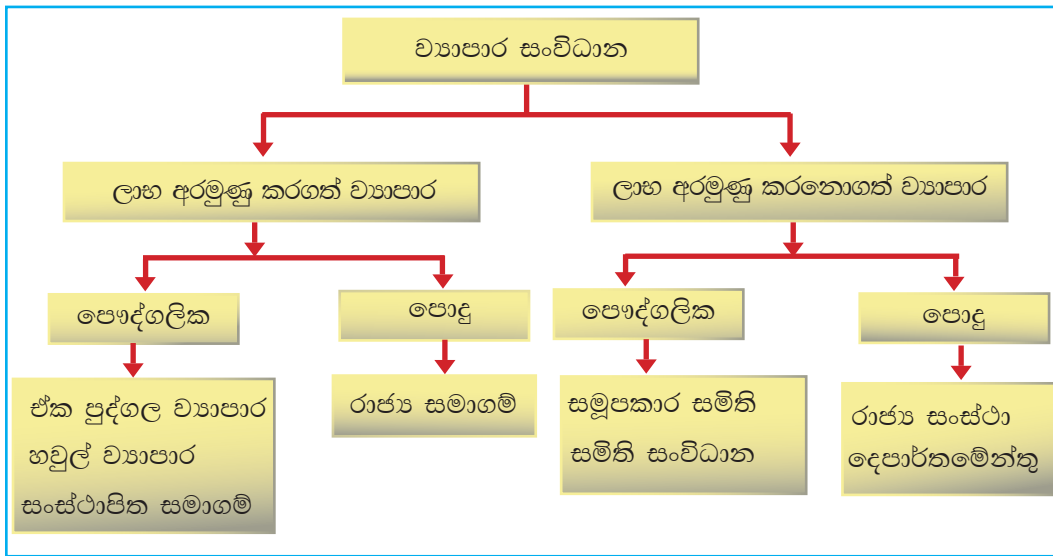 ව්‍යාපාර සංවිධාන
ලාභ අරමුණු කරගත් ව්‍යාපාර
ලාභ අරමුණු කරනොගත් ව්‍යාපාර
පෞද්ගලික
පොදු
පෞද්ගලික
පොදු
ඒක පුද්ගල ව්‍යාපාර
හවුල් ව්‍යාපාර
සංස්ථාපිත සමාගම්
රාජ්‍ය සමාගම්
සමූපකාර සමිති
සමිති සංවිධාන
රාජ්‍ය සංස්ථා
දෙපාර්තමේන්තු